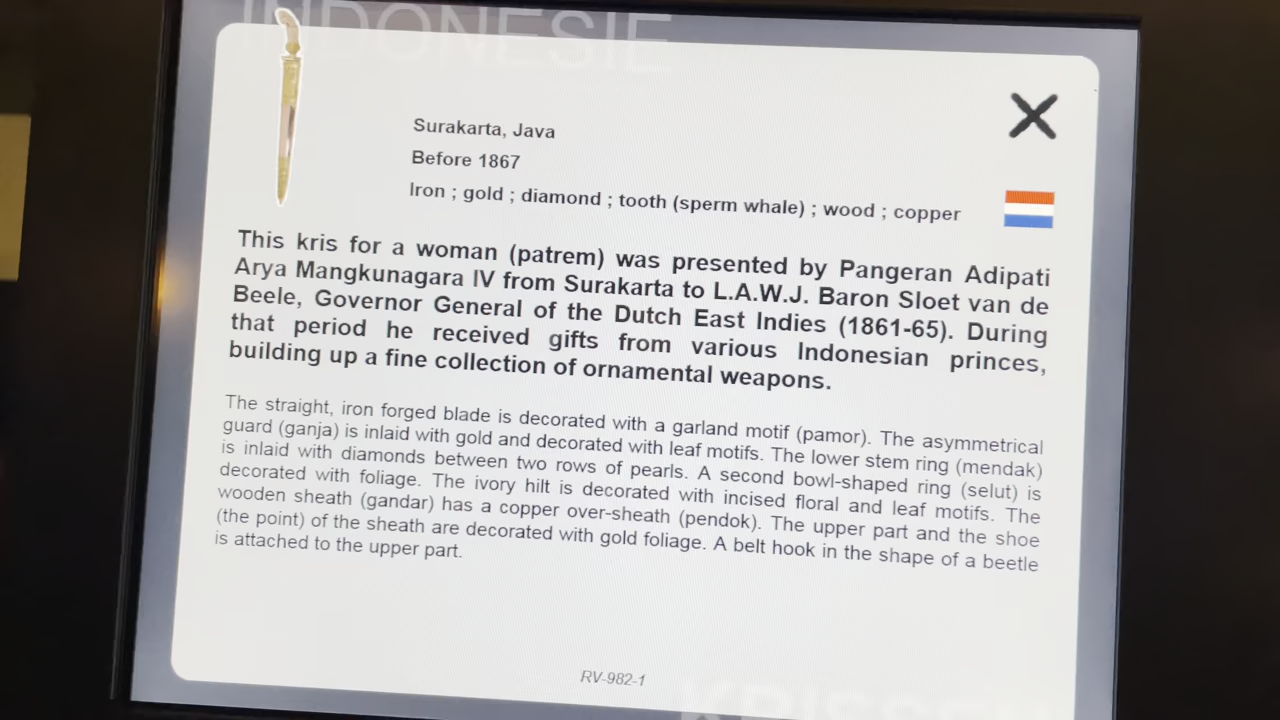 INDONESIE
Surakarta, Java
Before 1867
Iron ; gold ; diamond ; tooth (sperm whale) ; wood ; copper
This kris for a woman (patrem) was presented by Pangeran Adipati
Arya Mangkunagara IV from Surakarta to L.A.W.J. Baron Sloet van de
Beele, Governor General of the Dutch East Indies (1861-65). During
that period he received gifts from various Indonesian princes,
building up a fine collection of ornamental weapons.
The straight, iron forged blade is decorated with a garland motif (pamor). The asymmetrical
guard (ganja) is inlaid with gold and decorated with leaf motifs. The lower stem ring (mendak)
is inlaid with diamonds between two rows of pearls. A second bowl-shaped ring (selut) is
decorated with foliage. The ivory hilt is decorated with incised floral and leaf motifs. The
wooden sheath (gandar) has a copper over-sheath (pendok). The upper part and the shoe
(the point) of the sheath are decorated with gold foliage. A belt hook in the shape of a beetle
is attached to the upper part.
RV-982-1